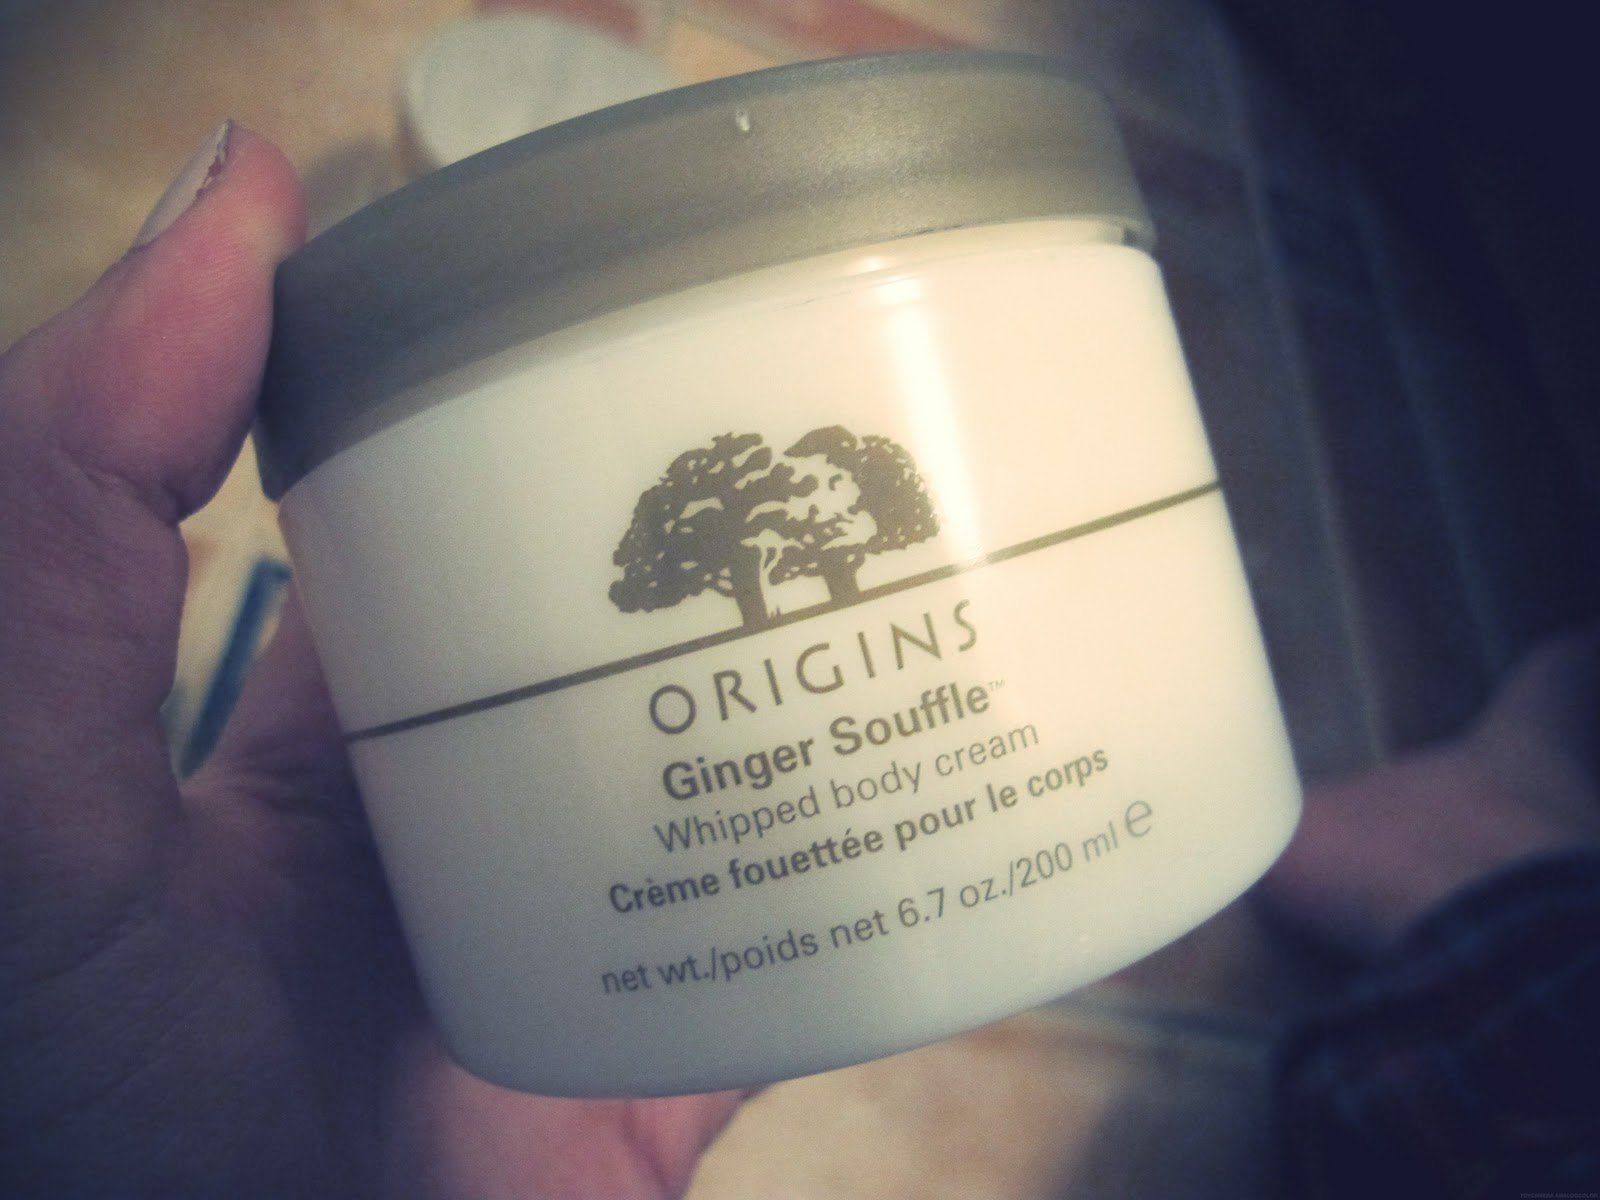 ORIGINS
Ginger Souffle™
Whipped body cream
Crème fouettée pour le corps
net wt./poids net 6.7 oz./200 ml e